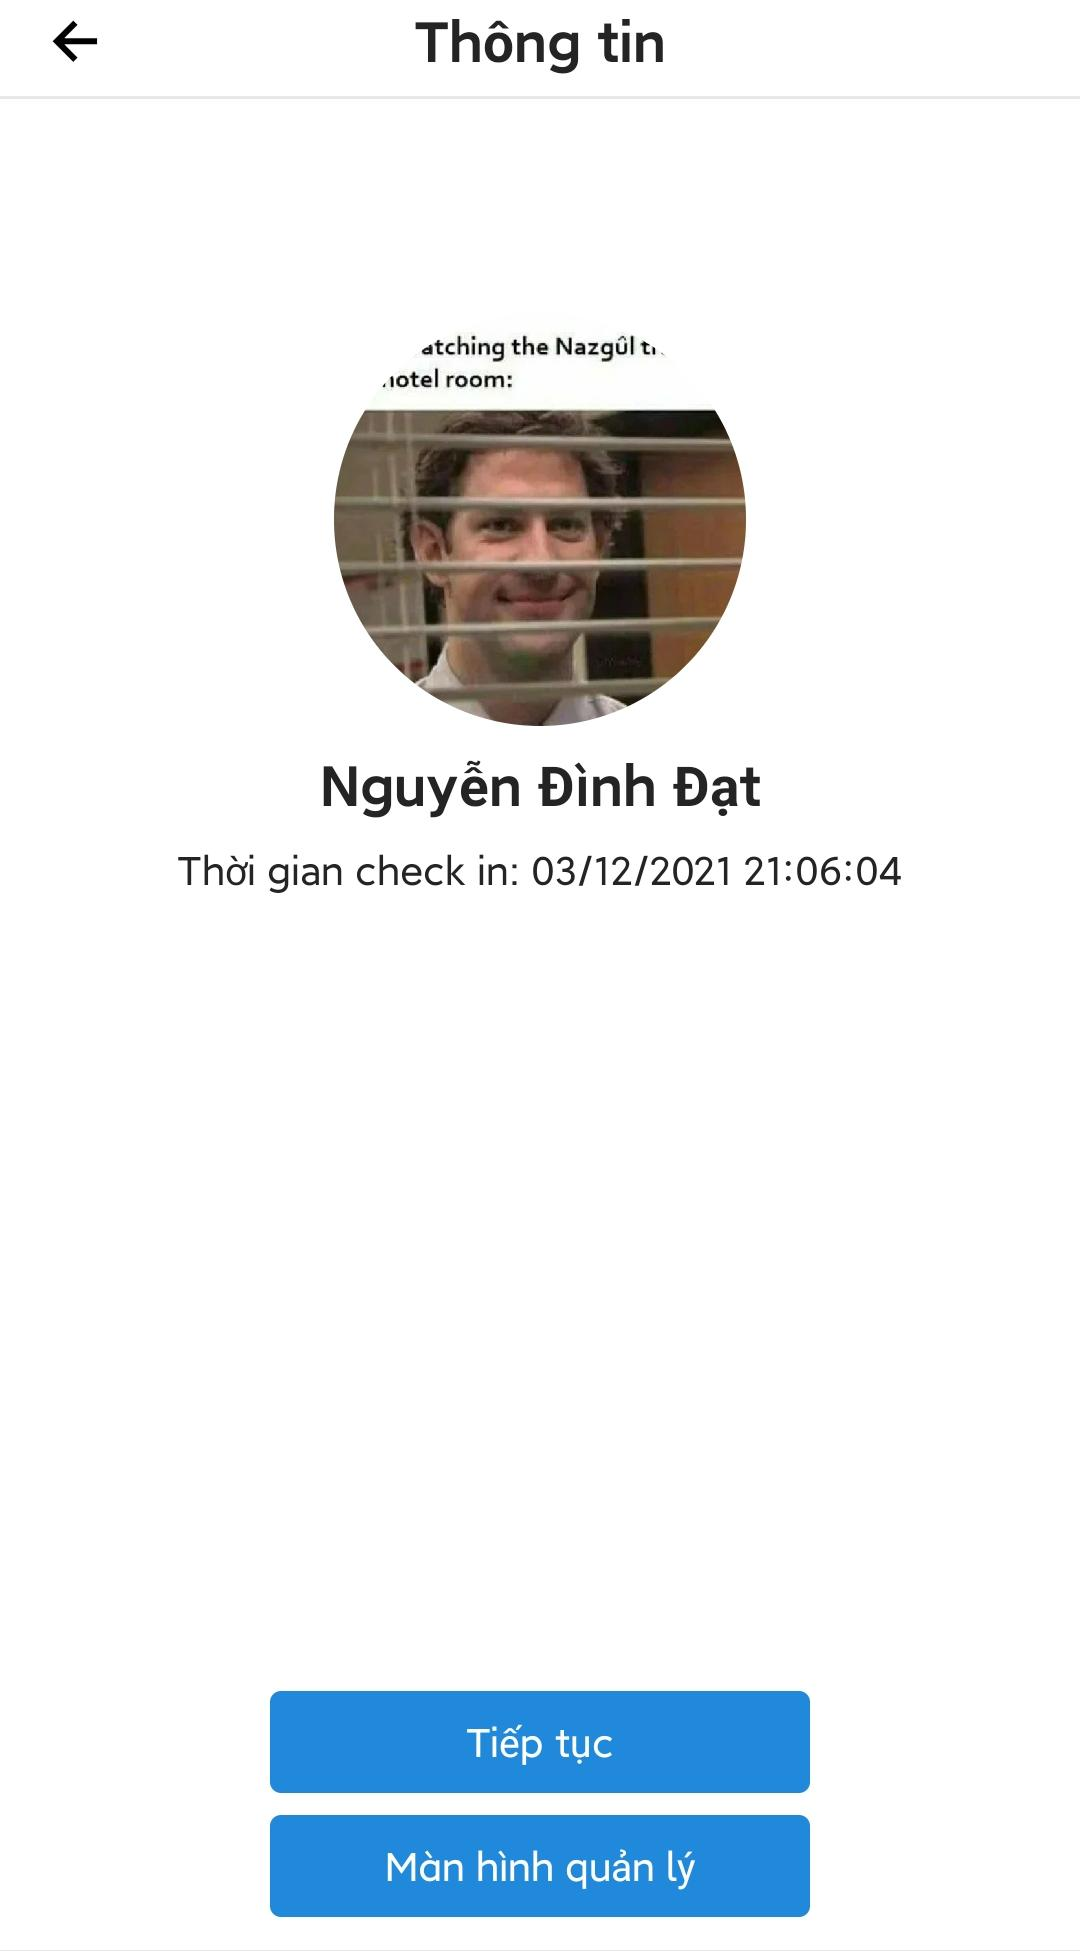 Thông tin
atching the Nazgûl
hotel room:
Nguyễn Đình Đạt
Thời gian check in: 03/12/2021 21:06:04
Tiếp tục
Màn hình quản lý